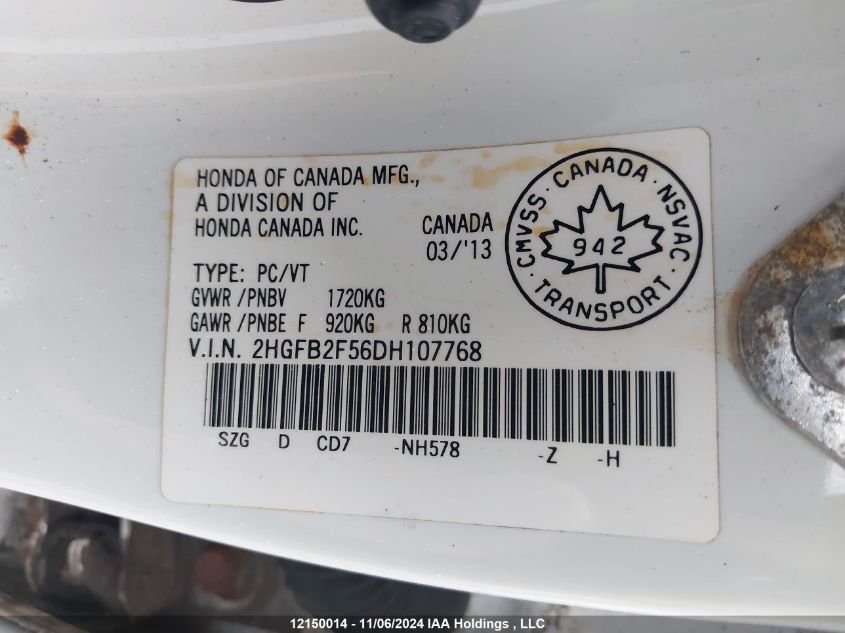 HONDA OF CANADA MFG.,
A DIVISION OF
HONDA CANADA INC.
CANADA
03/'13
TYPE: PC/VT
GVWR /PNBV 1720KG
GAWR /PNBE F 920KG R 810KG
V.I.N. 2HGFB2F56DH107768
SZG D CD7 -NH578 -Z -H
CMVSS · CANADA · NSVAC
942
· TRANSPORT ·
12150014 - 11/06/2024 IAA Holdings , LLC